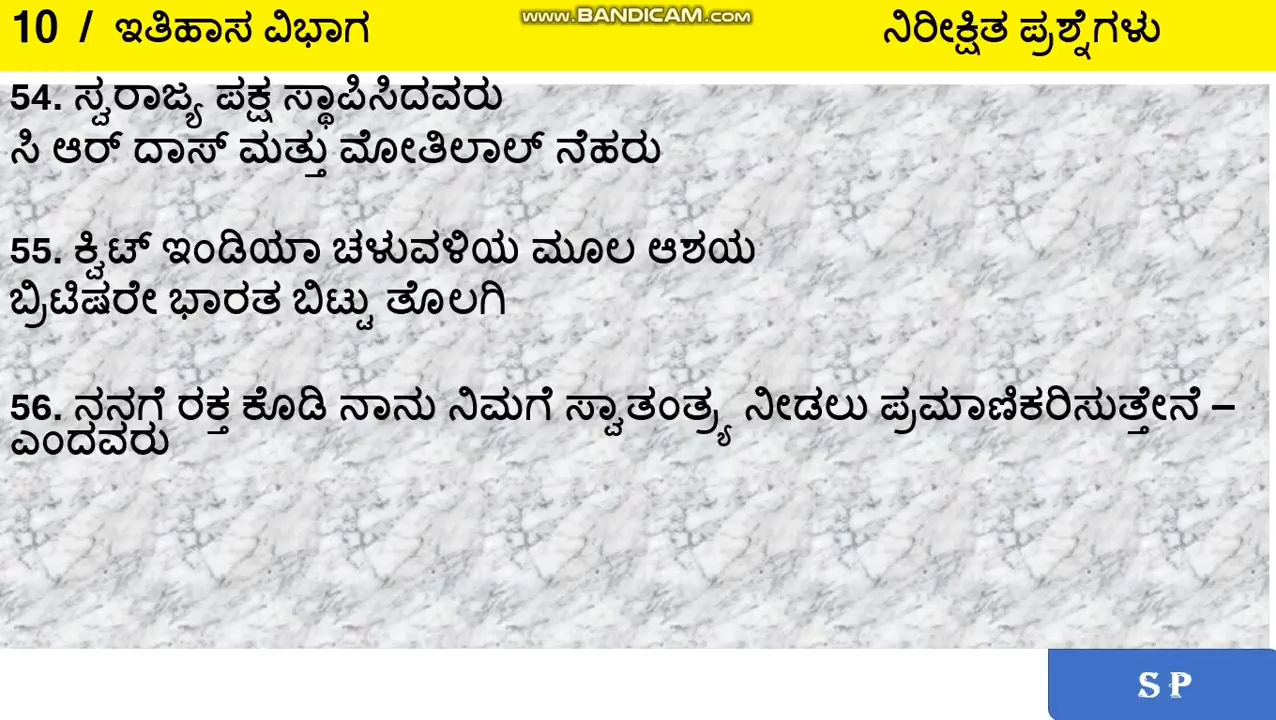 10 / ಇತಿಹಾಸ ವಿಭಾಗ
www.BANDICAM.com
ನಿರೀಕ್ಷಿತ ಪ್ರಶ್ನೆಗಳು
54. ಸ್ವರಾಜ್ಯ ಪಕ್ಷ ಸ್ಥಾಪಿಸಿದವರು
ಸಿ ಆರ್ ದಾಸ್ ಮತ್ತು ಮೋತಿಲಾಲ್ ನೆಹರು
55. ಕ್ವಿಟ್ ಇಂಡಿಯಾ ಚಳುವಳಿಯ ಮೂಲ ಆಶಯ
ಬ್ರಿಟಿಷರೇ ಭಾರತ ಬಿಟ್ಟು ತೊಲಗಿ
56. ನನಗೆ ರಕ್ತ ಕೊಡಿ ನಾನು ನಿಮಗೆ ಸ್ವಾತಂತ್ರ್ಯ ನೀಡಲು ಪ್ರಮಾಣಿಕರಿಸುತ್ತೇನೆ –
ಎಂದವರು
S P